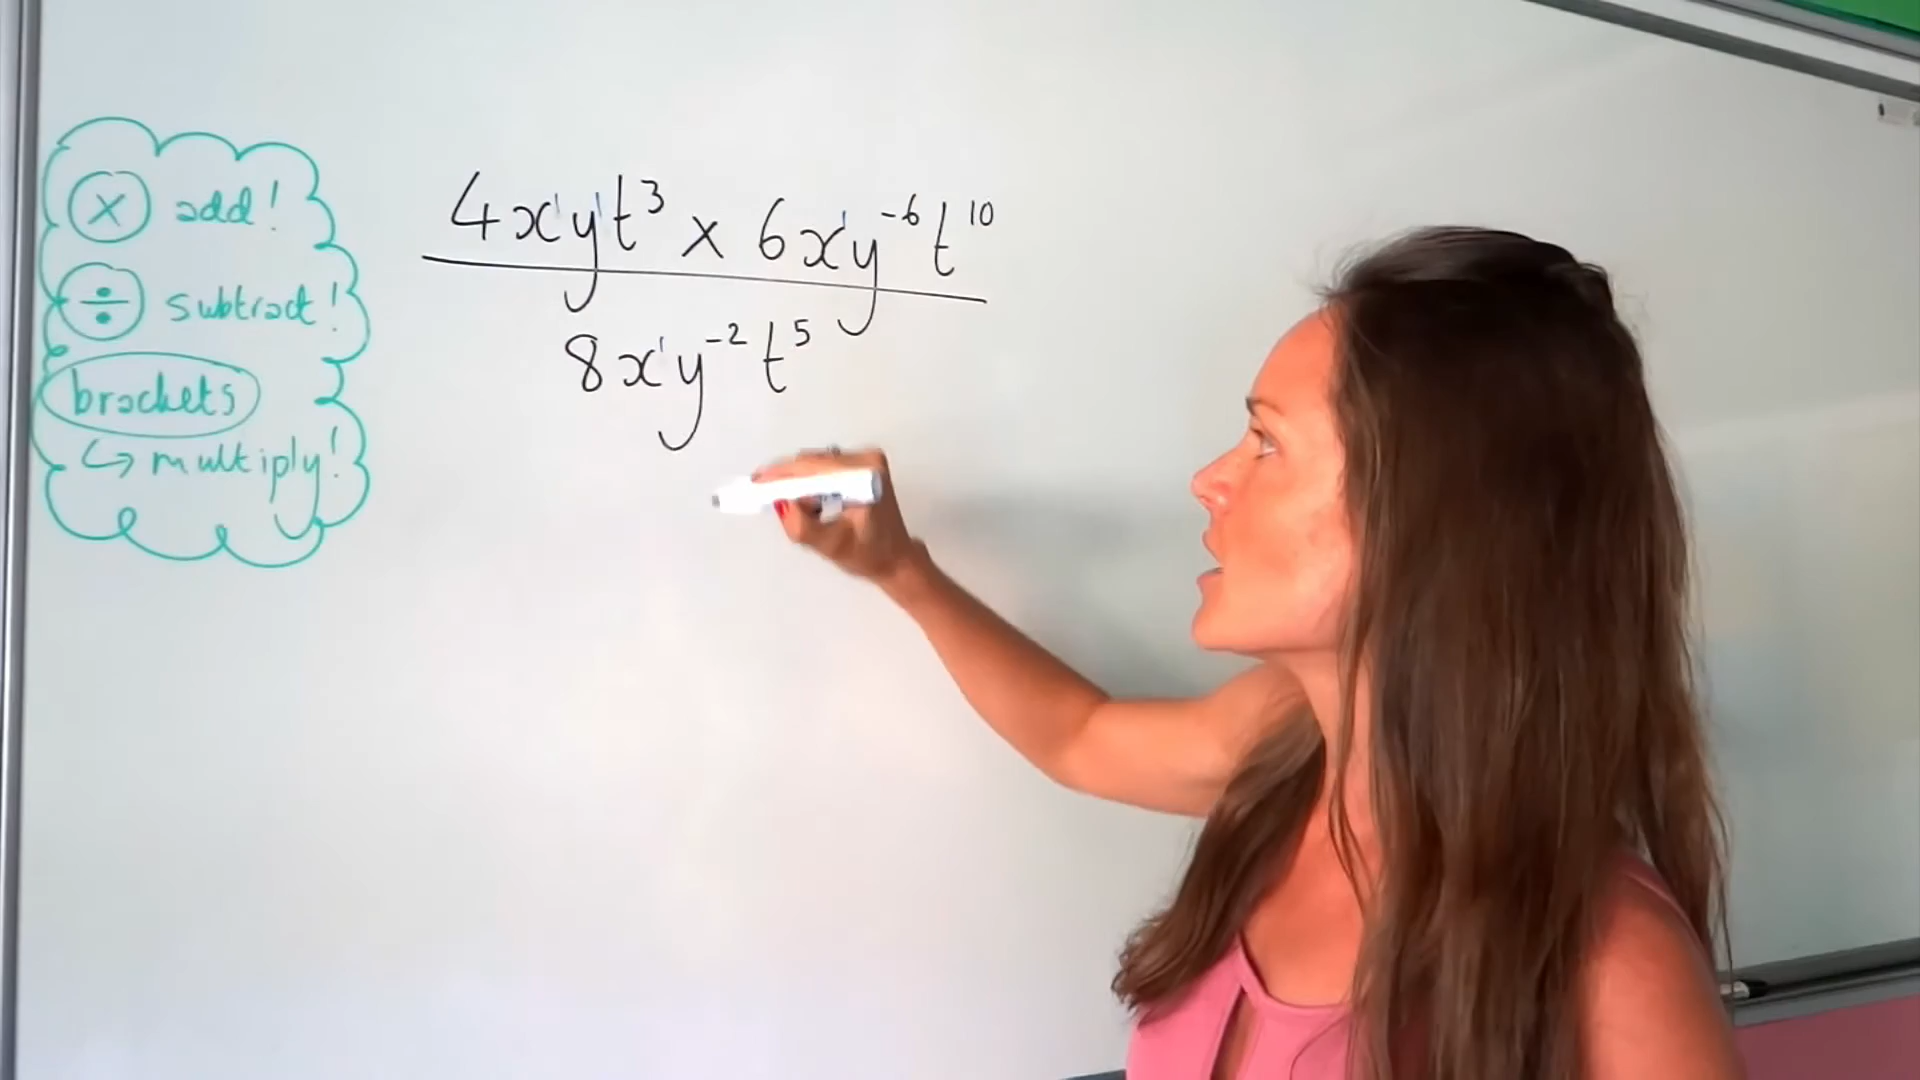 × add!
÷ subtract!
brackets
↳ multiply!
4x¹y¹t³ × 6x¹y⁻⁶t¹⁰
8x¹y⁻²t⁵